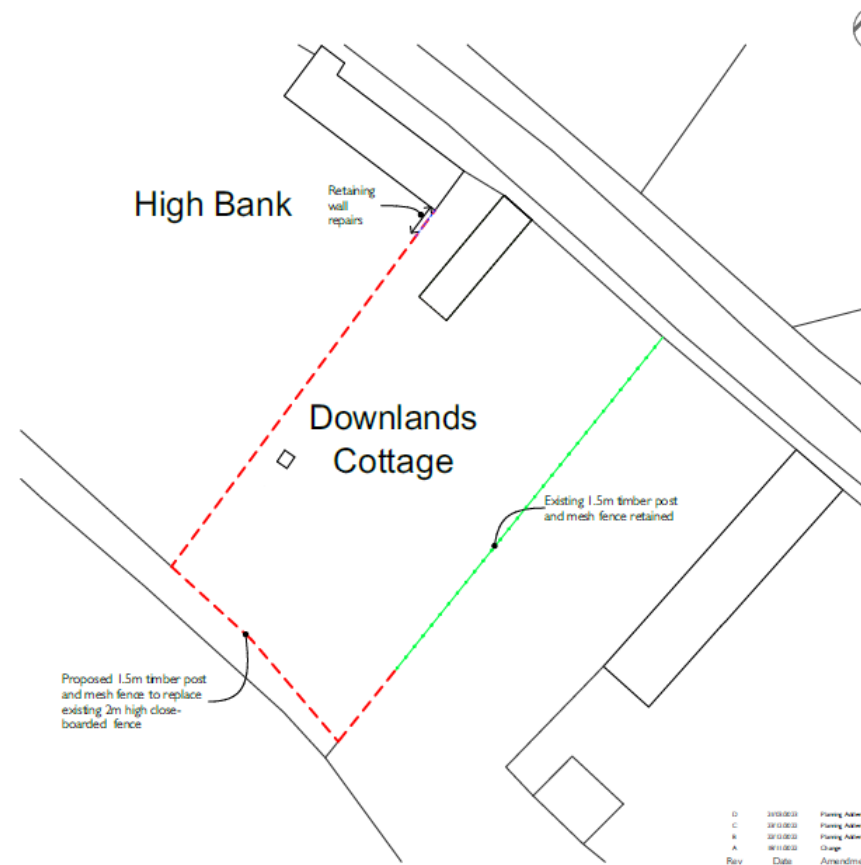 High Bank
Retaining
wall
repairs
Downlands
Cottage
Existing 1.5m timber post
and mesh fence retained
Proposed 1.5m timber post
and mesh fence to replace
existing 2m high close-
boarded fence
D
C
B
A Change
Rev Date